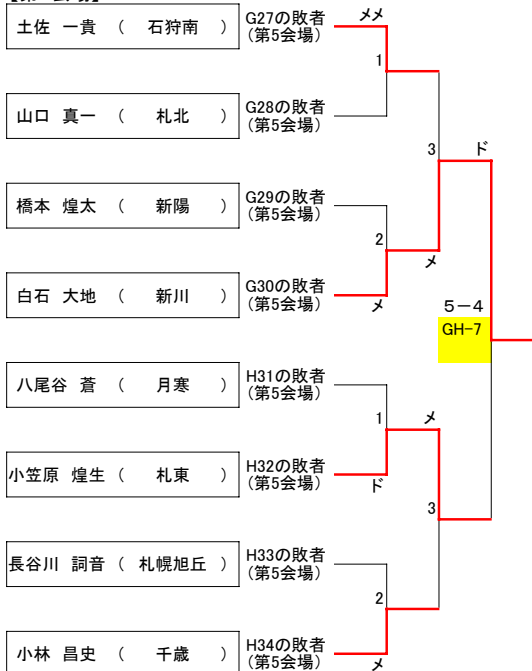 土佐 一貴 （ 石狩南 ） G27の敗者
（第5会場）
メメ
1
山口 真一 （ 札北 ） G28の敗者
（第5会場）
3
ド
橋本 煌太 （ 新陽 ） G29の敗者
（第5会場）
2
メ
白石 大地 （ 新川 ） G30の敗者
（第5会場）
メ
5－4
GH-7
八尾谷 蒼 （ 月寒 ） H31の敗者
（第5会場）
1
メ
小笠原 煌生 （ 札東 ） H32の敗者
（第5会場）
ド
3
長谷川 詞音 （ 札幌旭丘 ） H33の敗者
（第5会場）
2
小林 昌史 （ 千歳 ） H34の敗者
（第5会場）
メ